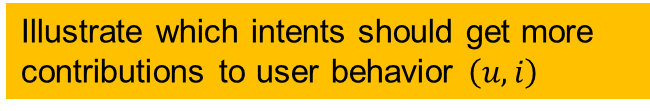 Illustrate which intents should get more
contributions to user behavior (u, i)